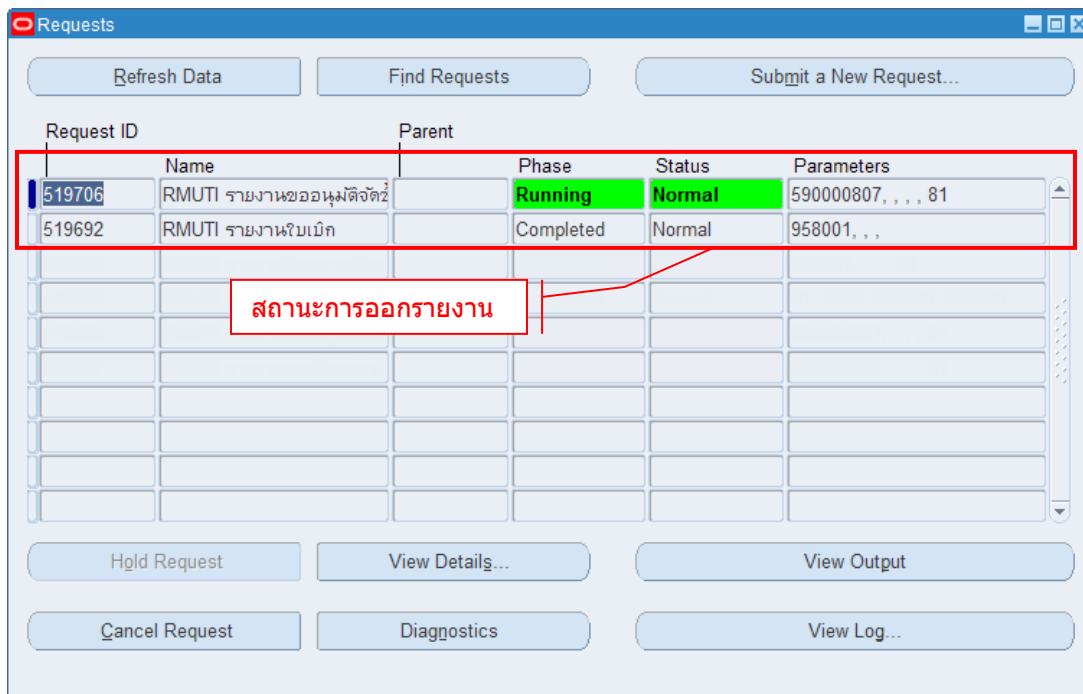 Requests
Refresh Data Find Requests Submit a New Request...
Request ID Parent
Name Phase Status Parameters
519706 RMUTI รายงานขออนุมัติจัดซื้ Running Normal 590000807, , , , 81
519692 RMUTI รายงานใบเบิก Completed Normal 958001, , ,
สถานะการออกรายงาน
Hold Request View Details... View Output
Cancel Request Diagnostics View Log...